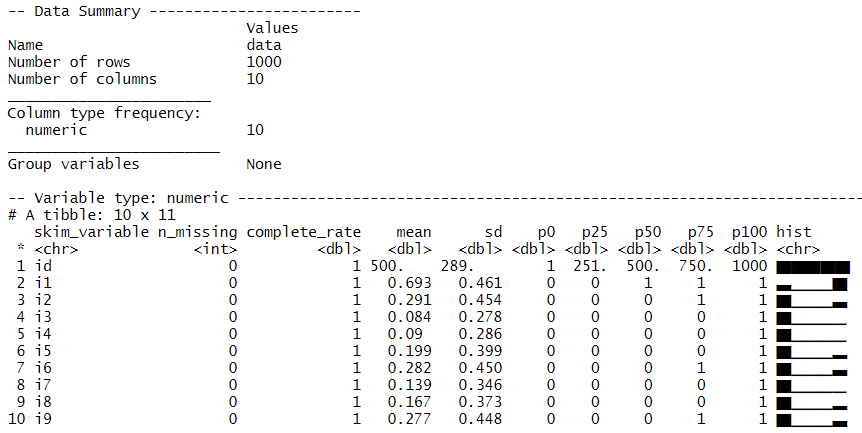 -- Data Summary ------------------------
                           Values
Name                       data
Number of rows             1000
Number of columns          10
_______________________
Column type frequency:
  numeric                  10
________________________
Group variables            None

-- Variable type: numeric -----------------------------------------------------------------------
# A tibble: 10 x 11
   skim_variable n_missing complete_rate    mean      sd    p0   p25   p50   p75  p100 hist
 * <chr>             <int>         <dbl>   <dbl>   <dbl> <dbl> <dbl> <dbl> <dbl> <dbl> <chr>
 1 id                    0             1 500.    289.        1  251.  500.  750.  1000 ▇▇▇▇▇
 2 i1                    0             1   0.693   0.461     0     0     1     1     1 ▃▁▁▁▇
 3 i2                    0             1   0.291   0.454     0     0     0     1     1 ▇▁▁▁▃
 4 i3                    0             1   0.084   0.278     0     0     0     0     1 ▇▁▁▁▁
 5 i4                    0             1   0.09    0.286     0     0     0     0     1 ▇▁▁▁▁
 6 i5                    0             1   0.199   0.399     0     0     0     0     1 ▇▁▁▁▂
 7 i6                    0             1   0.282   0.450     0     0     0     1     1 ▇▁▁▁▃
 8 i7                    0             1   0.139   0.346     0     0     0     0     1 ▇▁▁▁▁
 9 i8                    0             1   0.167   0.373     0     0     0     0     1 ▇▁▁▁▂
10 i9                    0             1   0.277   0.448     0     0     0     1     1 ▇▁▁▁▃